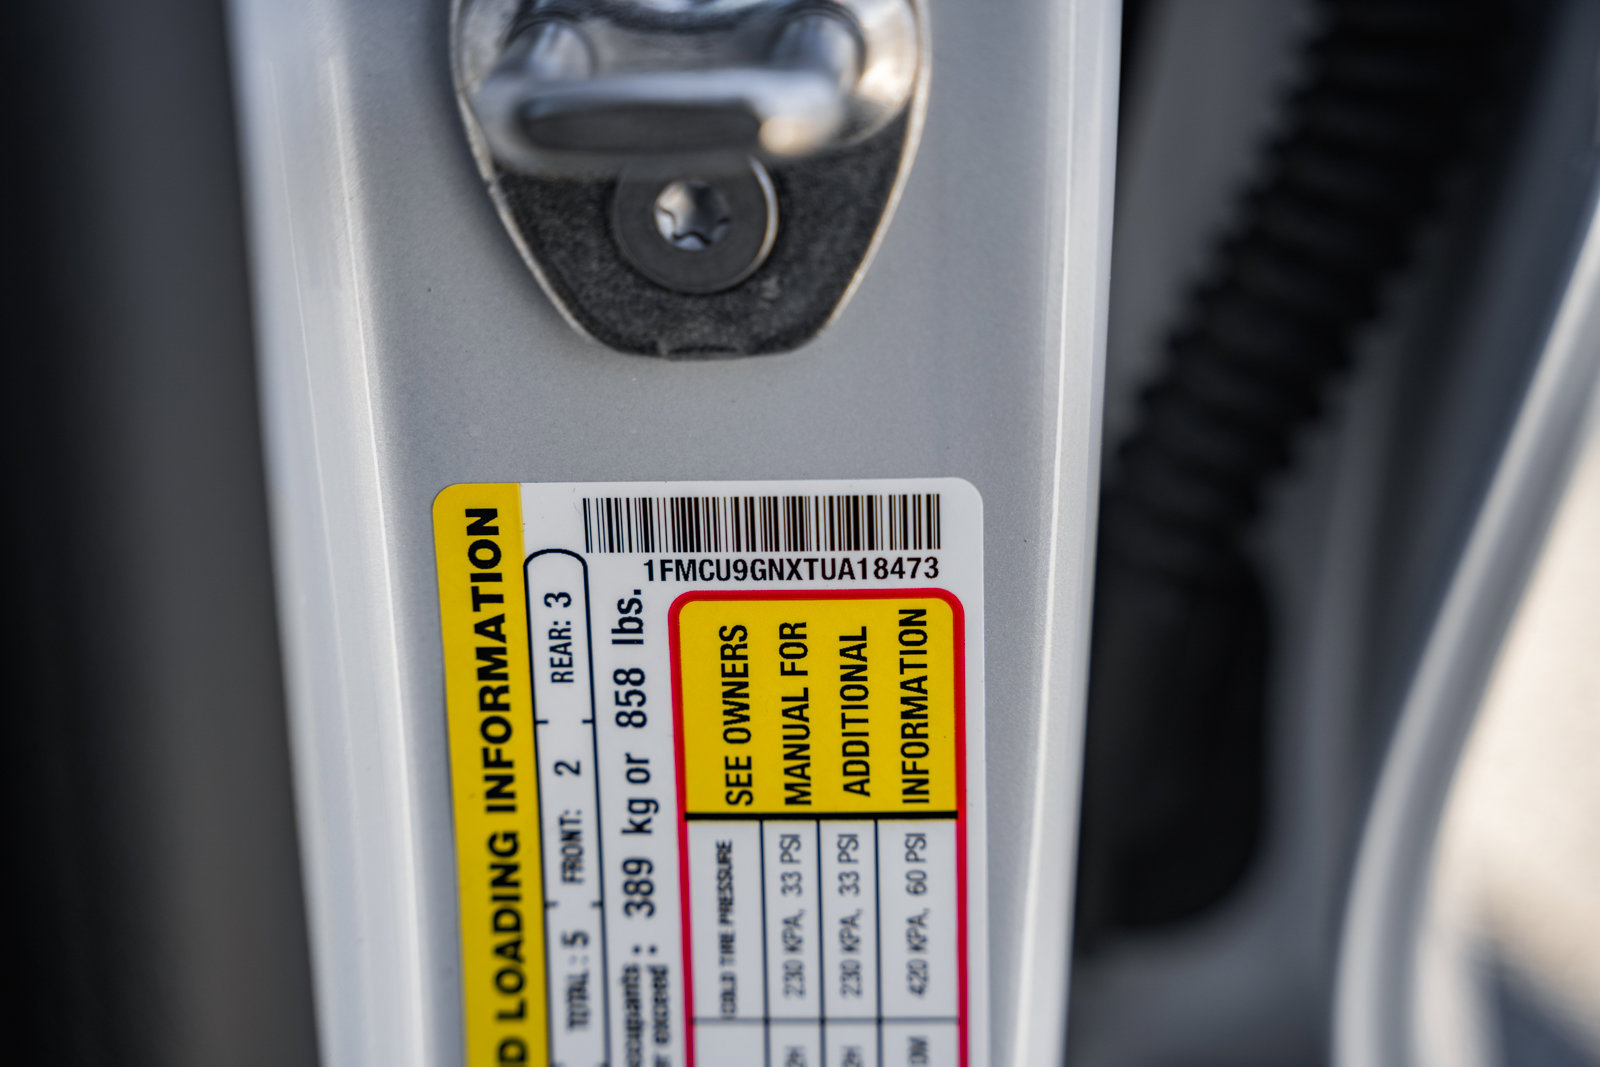 1FMCU9GNXTUA18473
LOADING INFORMATION
TOTAL: 5 FRONT: 2 REAR: 3
389 kg or 858 lbs.
SEE OWNERS
MANUAL FOR
ADDITIONAL
INFORMATION
COLD TIRE PRESSURE
230 KPA, 33 PSI
230 KPA, 33 PSI
420 KPA, 60 PSI